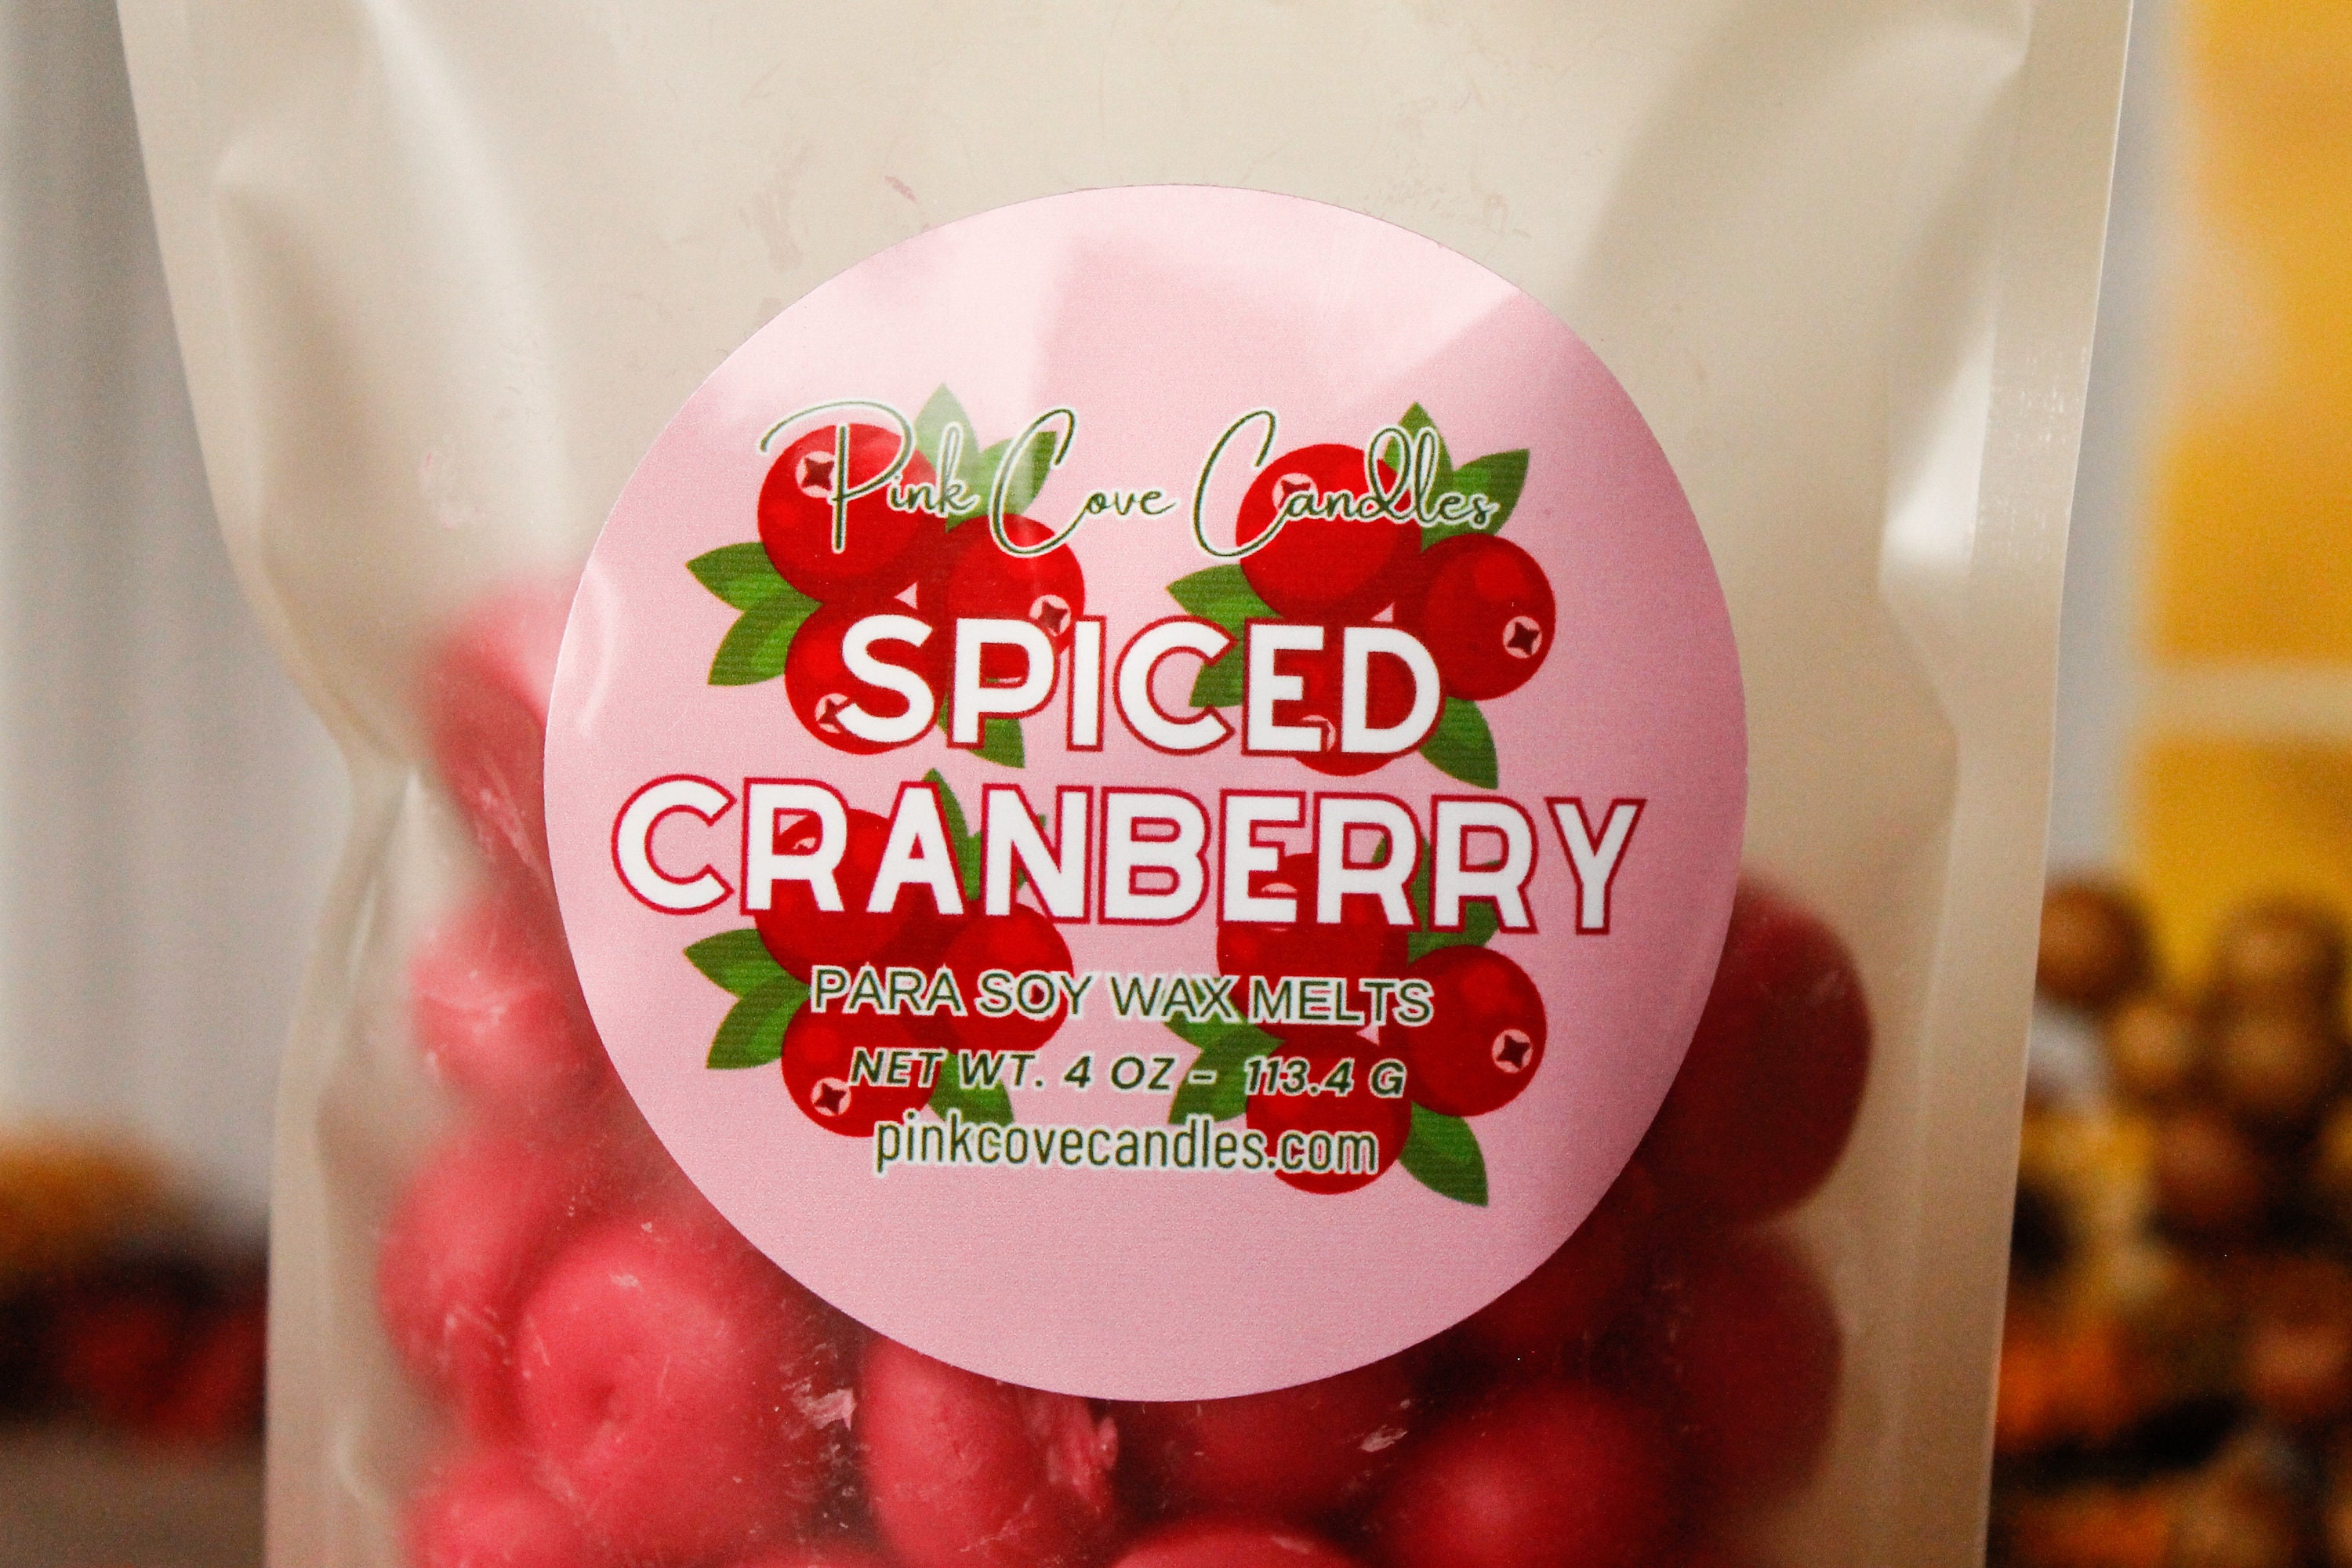 Pink Cove Candles
SPICED
CRANBERRY
PARA SOY WAX MELTS
NET WT. 4 OZ - 113.4 G
pinkcovecandles.com